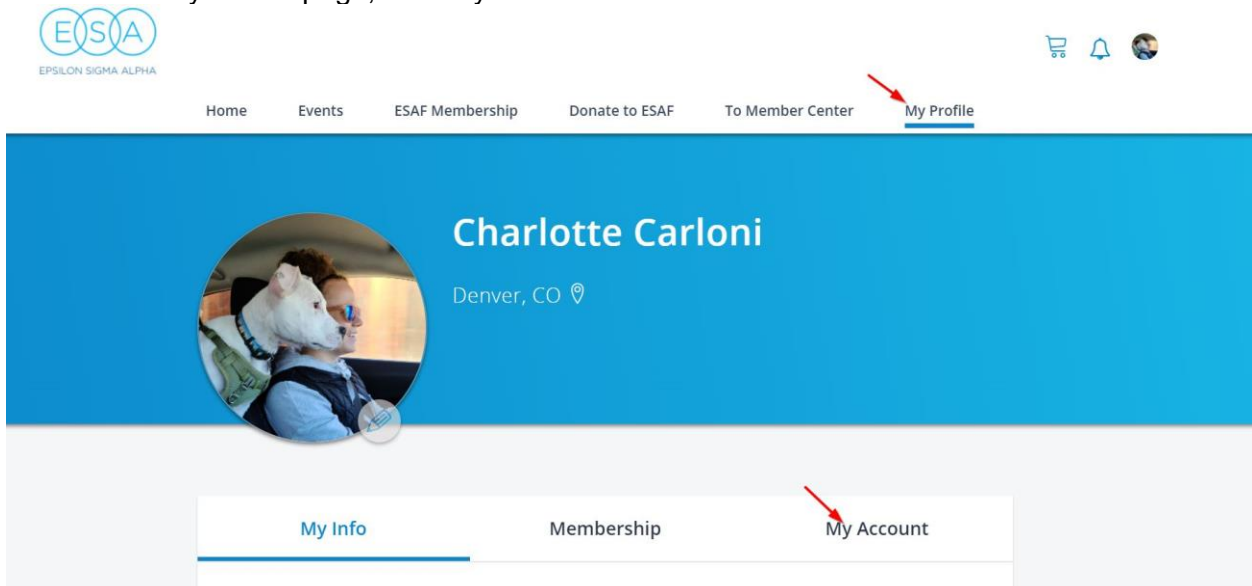 ESA
EPSILON SIGMA ALPHA
Home Events ESAF Membership Donate to ESAF To Member Center My Profile
Charlotte Carloni
Denver, CO
My Info Membership My Account